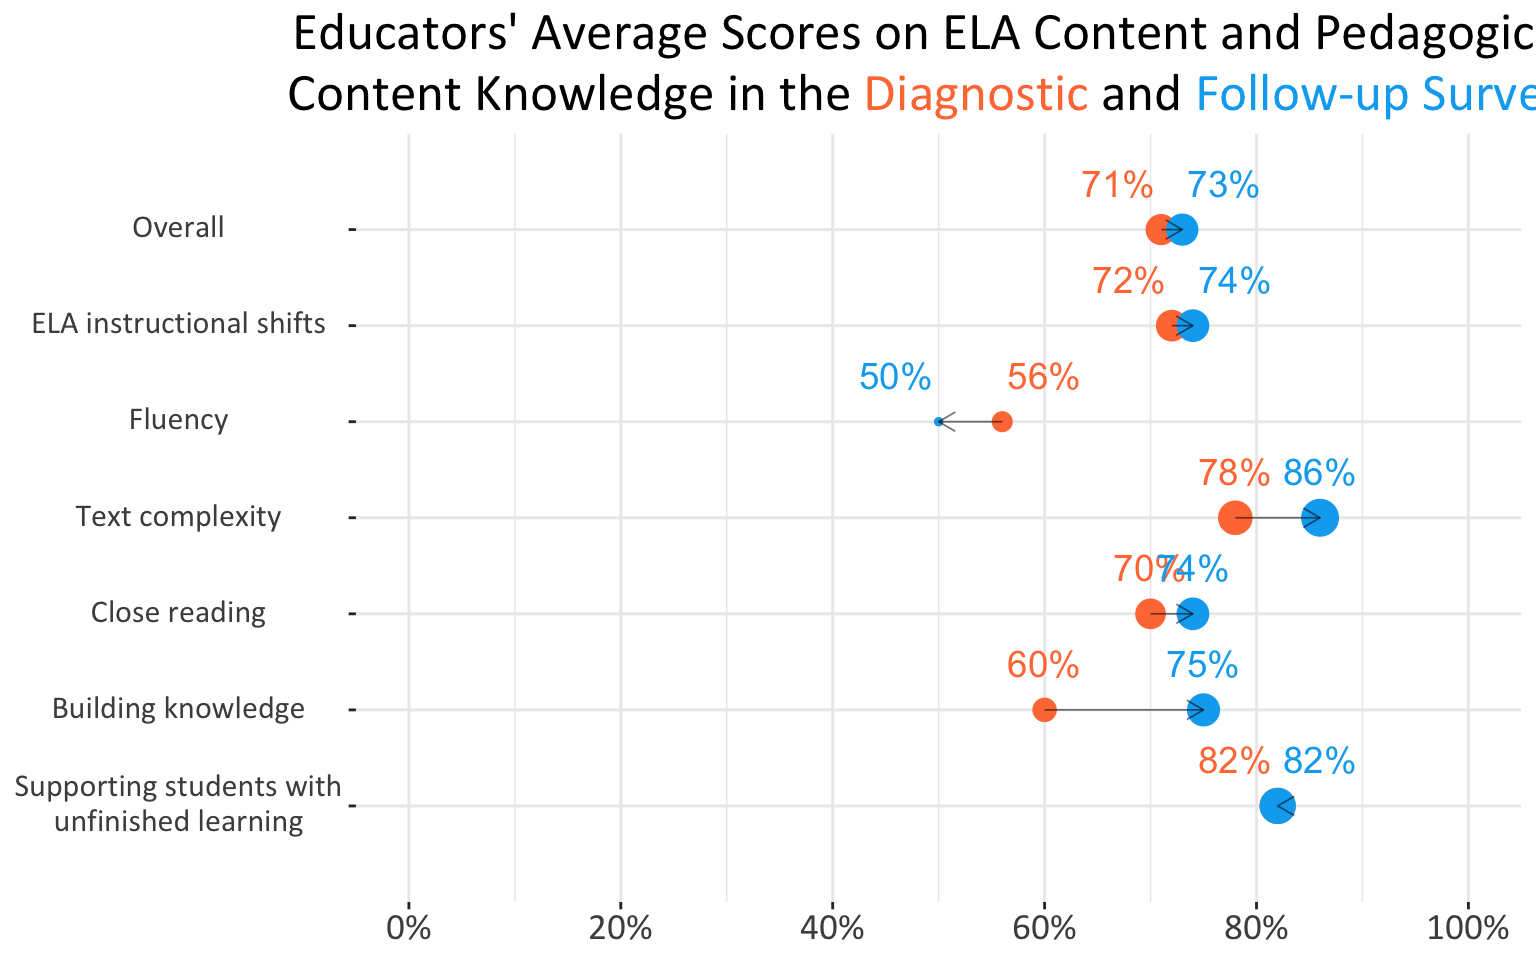 Educators' Average Scores on ELA Content and Pedagogic
Content Knowledge in the Diagnostic and Follow-up Surve
71% 73%
Overall
72% 74%
ELA instructional shifts
50% 56%
Fluency
78% 86%
Text complexity
70% 74%
Close reading
60% 75%
Building knowledge
82% 82%
Supporting students with
unfinished learning
0% 20% 40% 60% 80% 100%